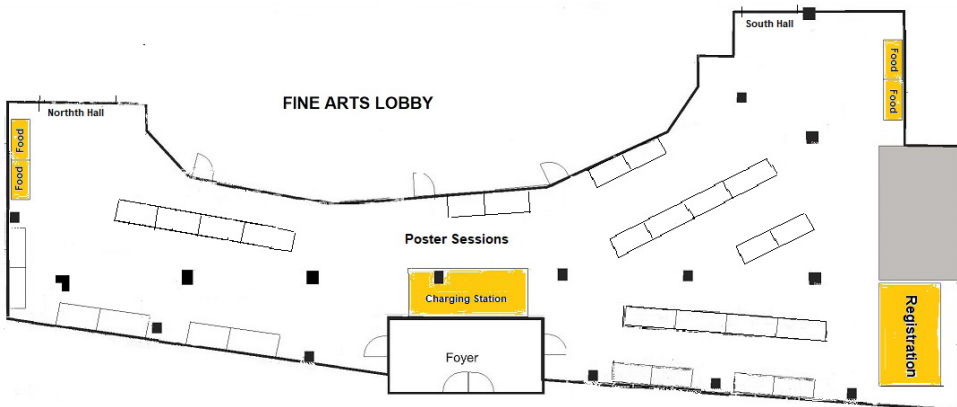 South Hall
Food
Food
FINE ARTS LOBBY
Northth Hall
Food
Food
Poster Sessions
Charging Station
Registration
Foyer